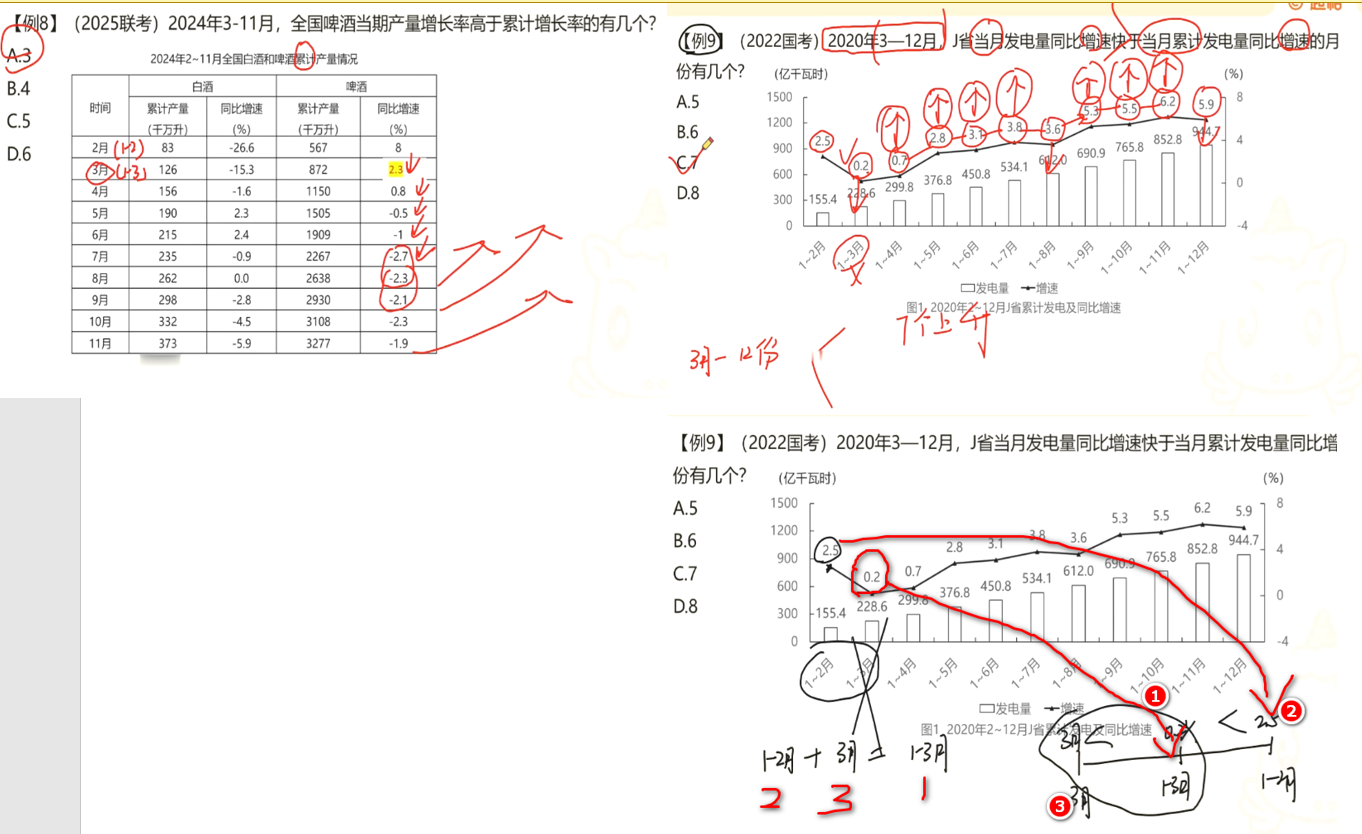 【例8】（2025联考）2024年3-11月，全国啤酒当期产量增长率高于累计增长率的有几个？
A.3
B.4
C.5
D.6
2024年2~11月全国白酒和啤酒累计产量情况
时间 白酒 啤酒
累计产量（千万升） 同比增速（%） 累计产量（千万升） 同比增速（%）
2月 (1-2) 83 -26.6 567 8
3月 (1-3) 126 -15.3 872 2.3
4月 156 -1.6 1150 0.8
5月 190 2.3 1505 -0.5
6月 215 2.4 1909 -1
7月 235 -0.9 2267 -2.7
8月 262 0.0 2638 -2.3
9月 298 -2.8 2930 -2.1
10月 332 -4.5 3108 -2.3
11月 373 -5.9 3277 -1.9
【例9】（2022国考）2020年3—12月，J省当月发电量同比增速快于当月累计发电量同比增速的月
份有几个？ （亿千瓦时） （%）
A.5
B.6
C.7
D.8
1500 1200 900 600 300 0
8 4 0 -4
2.5 0.2 0.7 2.8 3.1 3.8 3.6 5.3 5.5 6.2 5.9
155.4 228.6 299.8 376.8 450.8 534.1 612.0 690.9 765.8 852.8 944.7
1~2月 1~3月 1~4月 1~5月 1~6月 1~7月 1~8月 1~9月 1~10月 1~11月 1~12月
发电量 增速
图1 2020年2~12月J省累计发电及同比增速
3月-12份
7个上升
【例9】（2022国考）2020年3—12月，J省当月发电量同比增速快于当月累计发电量同比增
份有几个？ （亿千瓦时） （%）
A.5
B.6
C.7
D.8
1500 1200 900 600 300 0
8 4 0 -4
2.5 0.2 0.7 2.8 3.1 3.8 3.6 5.3 5.5 6.2 5.9
155.4 228.6 299.8 376.8 450.8 534.1 612.0 690.9 765.8 852.8 944.7
1~2月 1~3月 1~4月 1~5月 1~6月 1~7月 1~8月 1~9月 1~10月 1~11月 1~12月
发电量 增速
图1 2020年2~12月J省累计发电及同比增速
1-2月 + 3月 = 1-3月
2 3 1
1 2
3月 < 0.2 < 2.5
3 3月 1-3月 1-2月